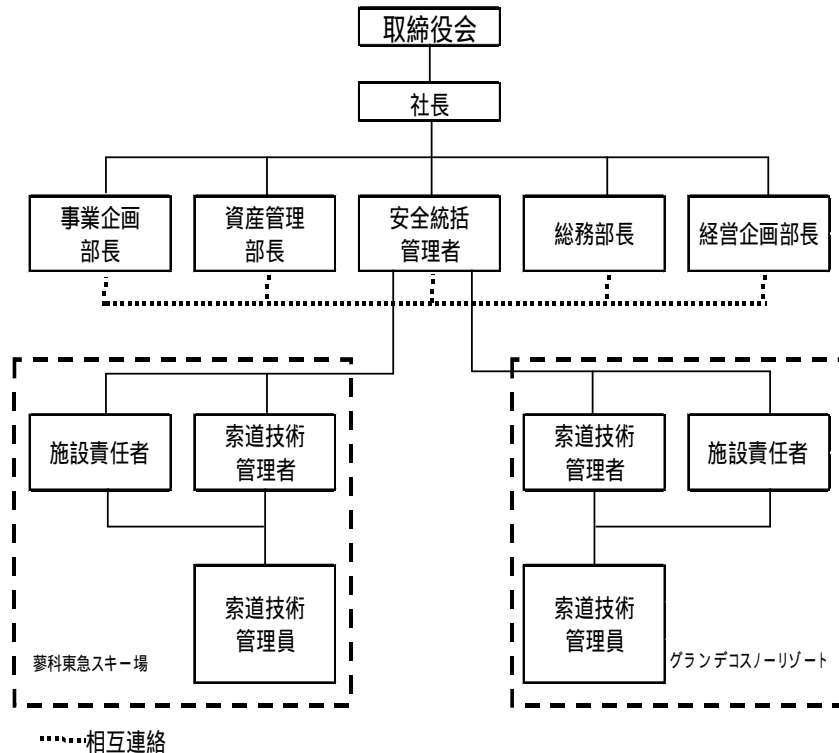 取締役会
社長
事業企画
部長
資産管理
部長
安全統括
管理者
総務部長
経営企画部長
施設責任者
索道技術
管理者
索道技術
管理員
蓼科東急スキー場
索道技術
管理者
施設責任者
索道技術
管理員
グランデコスノーリゾート
相互連絡